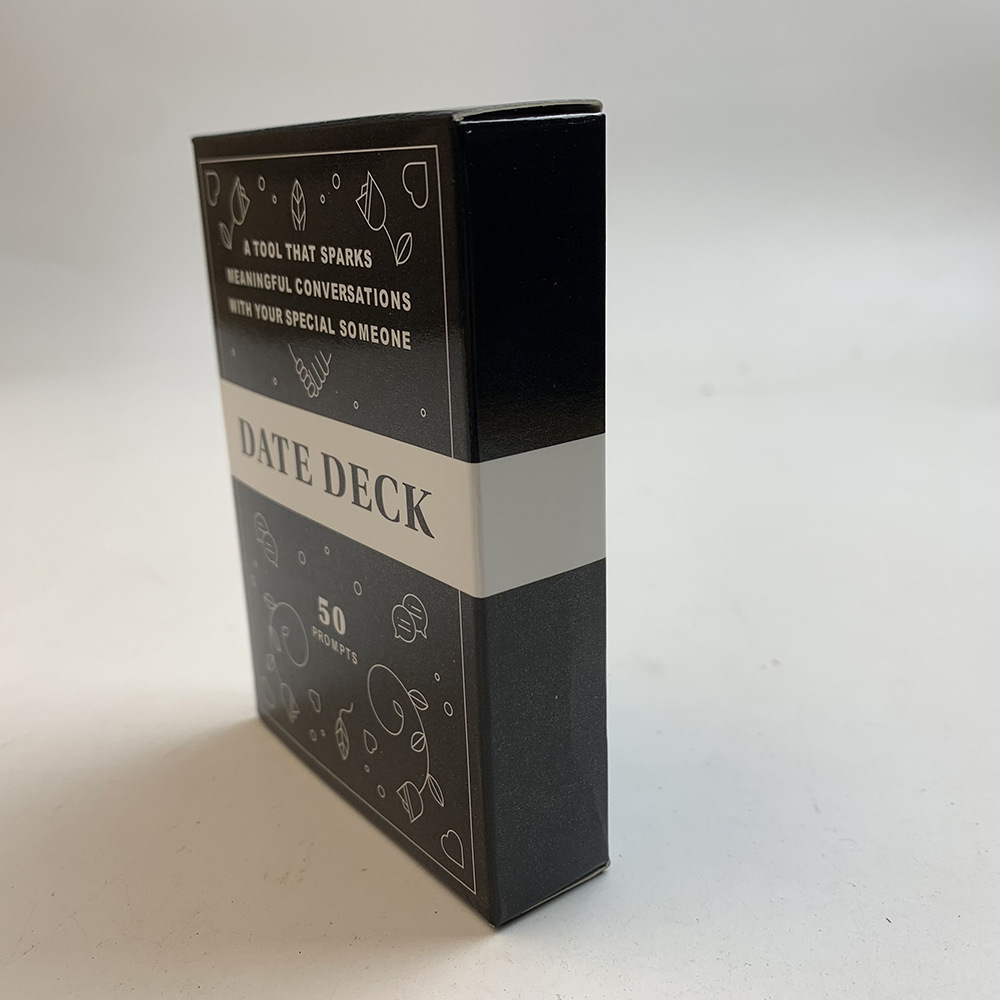 A TOOL THAT SPARKS
MEANINGFUL CONVERSATIONS
WITH YOUR SPECIAL SOMEONE
DATE DECK
50
PROMPTS